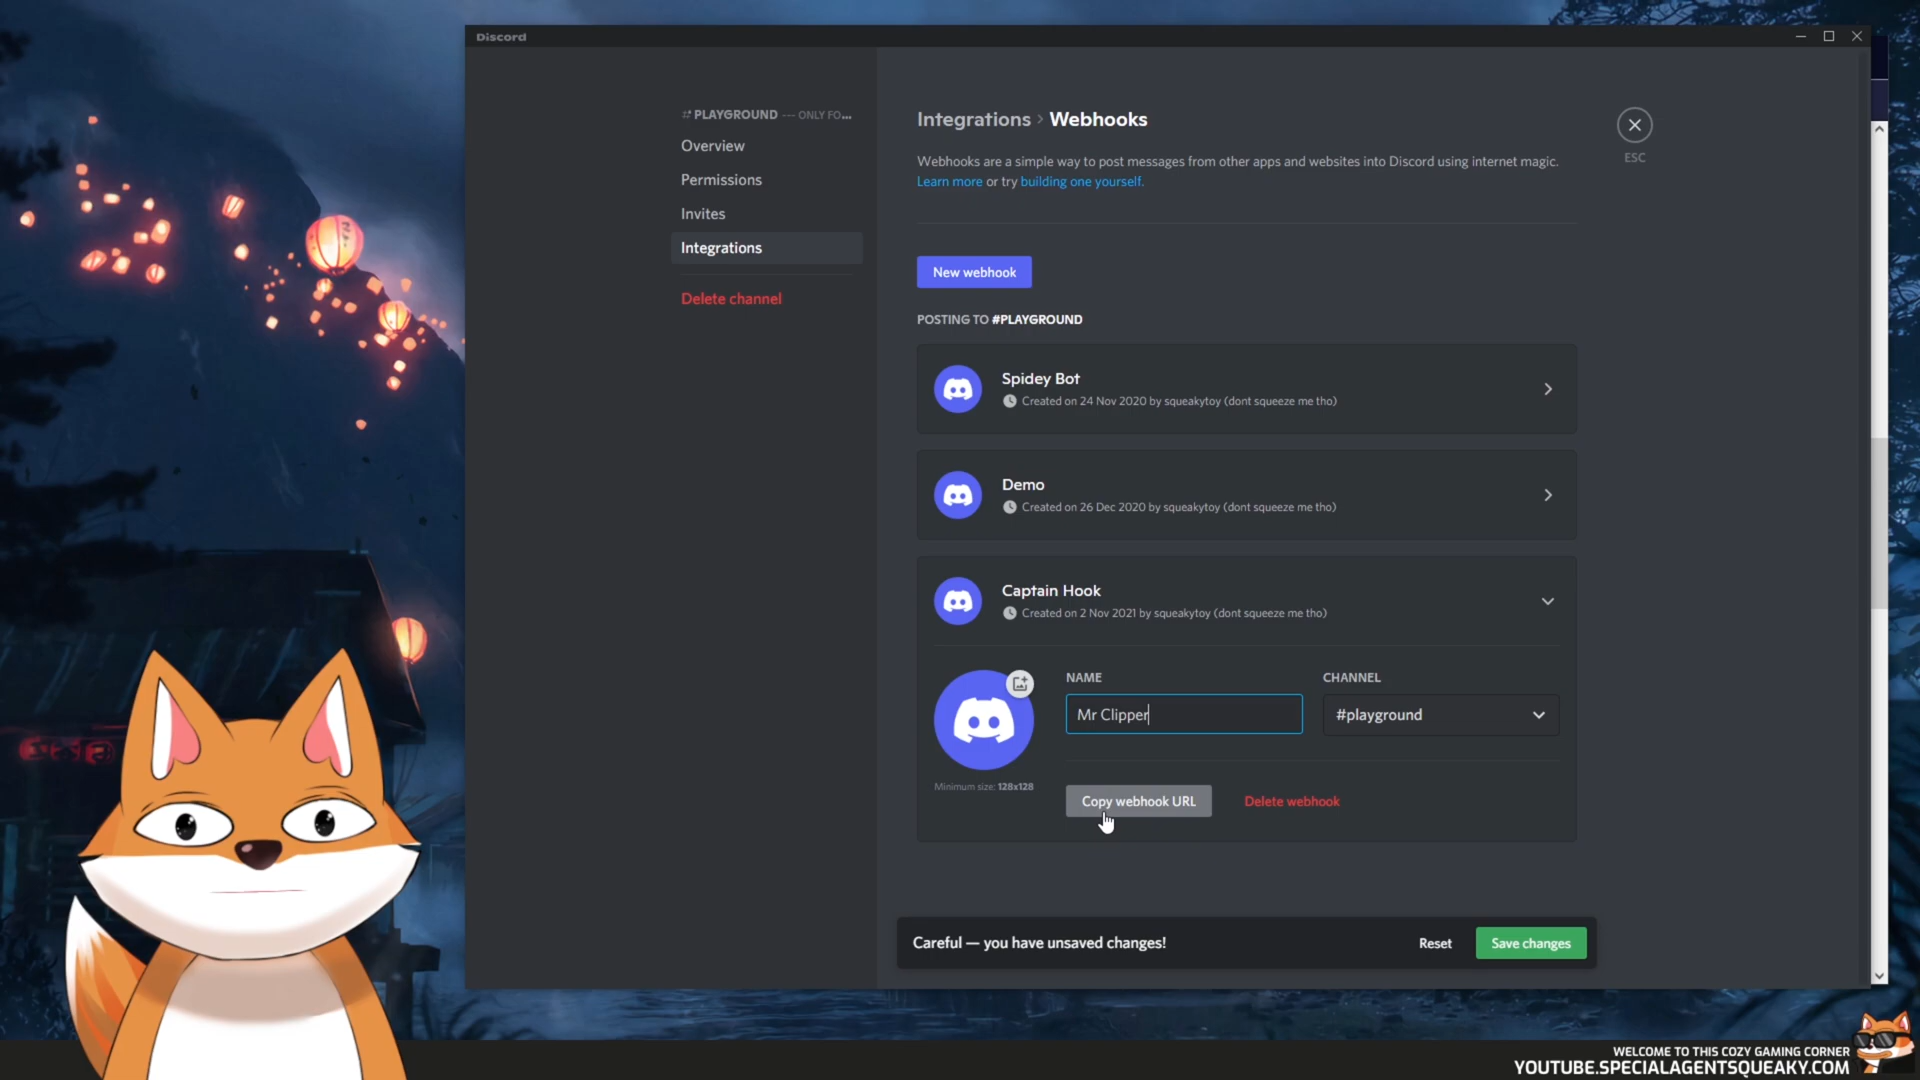 Discord
# PLAYGROUND --- ONLY FO...
Overview
Permissions
Invites
Integrations
Delete channel
Integrations > Webhooks
Webhooks are a simple way to post messages from other apps and websites into Discord using internet magic.
Learn more or try building one yourself.
ESC
New webhook
POSTING TO #PLAYGROUND
Spidey Bot
Created on 24 Nov 2020 by squeakytoy (dont squeeze me tho)
Demo
Created on 26 Dec 2020 by squeakytoy (dont squeeze me tho)
Captain Hook
Created on 2 Nov 2021 by squeakytoy (dont squeeze me tho)
NAME
CHANNEL
Mr Clipper
#playground
Minimum size: 128x128
Copy webhook URL
Delete webhook
Careful — you have unsaved changes!
Reset
Save changes
WELCOME TO THIS COZY GAMING CORNER
YOUTUBE.SPECIALAGENTSQUEAKY.COM